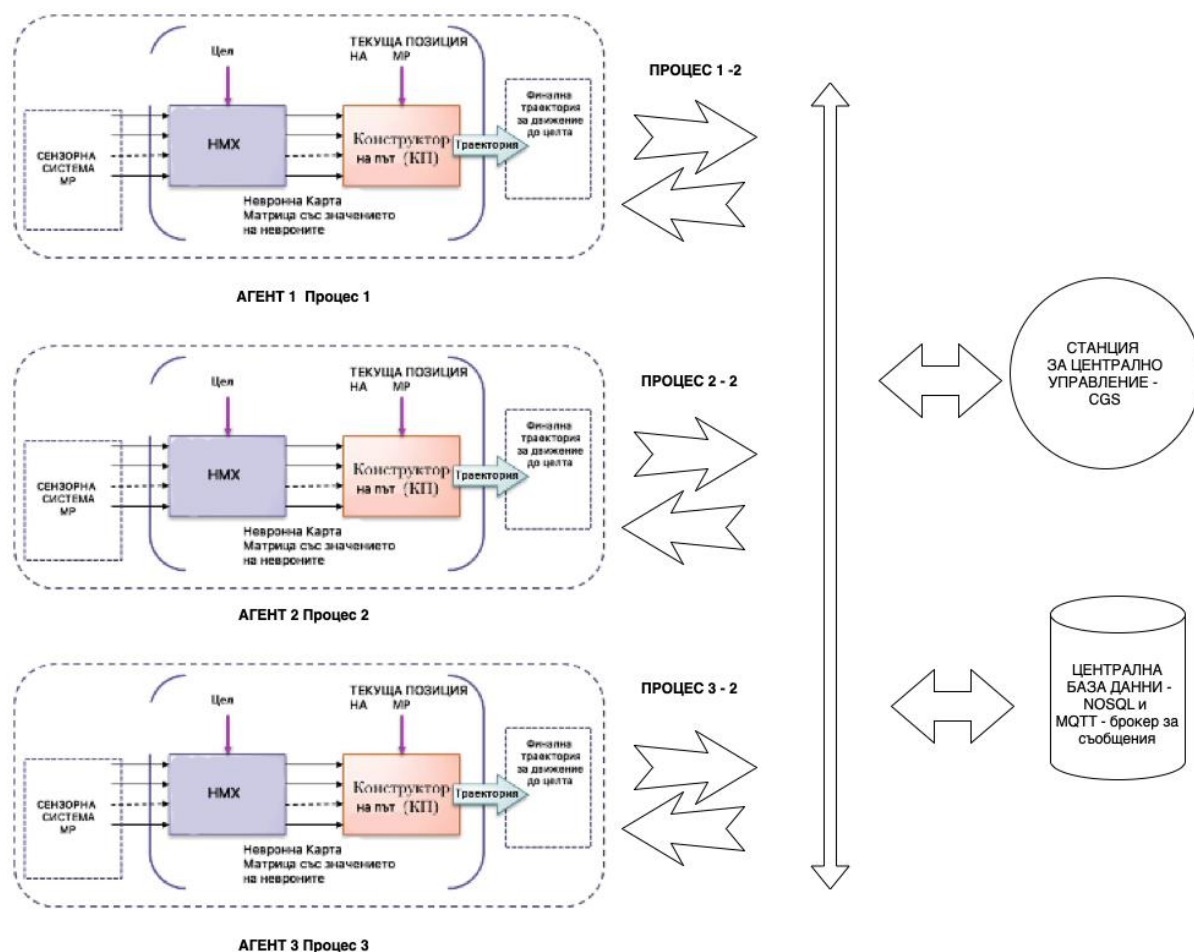 Цел
ТЕКУЩА ПОЗИЦИЯ
НА МР
СЕНЗОРНА
СИСТЕМА
МР
НМХ
Конструктор
на път (КП)
Траектория
Финална
траектория
за движение
до целта
Невронна Карта
Матрица със значението
на невроните
АГЕНТ 1 Процес 1
ПРОЦЕС 1 -2
Цел
ТЕКУЩА ПОЗИЦИЯ
НА МР
СЕНЗОРНА
СИСТЕМА
МР
НМХ
Конструктор
на път (КП)
Траектория
Финална
траектория
за движение
до целта
Невронна Карта
Матрица със значението
на невроните
АГЕНТ 2 Процес 2
ПРОЦЕС 2 - 2
Цел
ТЕКУЩА ПОЗИЦИЯ
НА МР
СЕНЗОРНА
СИСТЕМА
МР
НМХ
Конструктор
на път (КП)
Траектория
Финална
траектория
за движение
до целта
Невронна Карта
Матрица със значението
на невроните
АГЕНТ 3 Процес 3
ПРОЦЕС 3 - 2
СТАНЦИЯ
ЗА ЦЕНТРАЛНО
УПРАВЛЕНИЕ -
CGS
ЦЕНТРАЛНА
БАЗА ДАННИ -
NOSQL и
MQTT - брокер за
съобщения